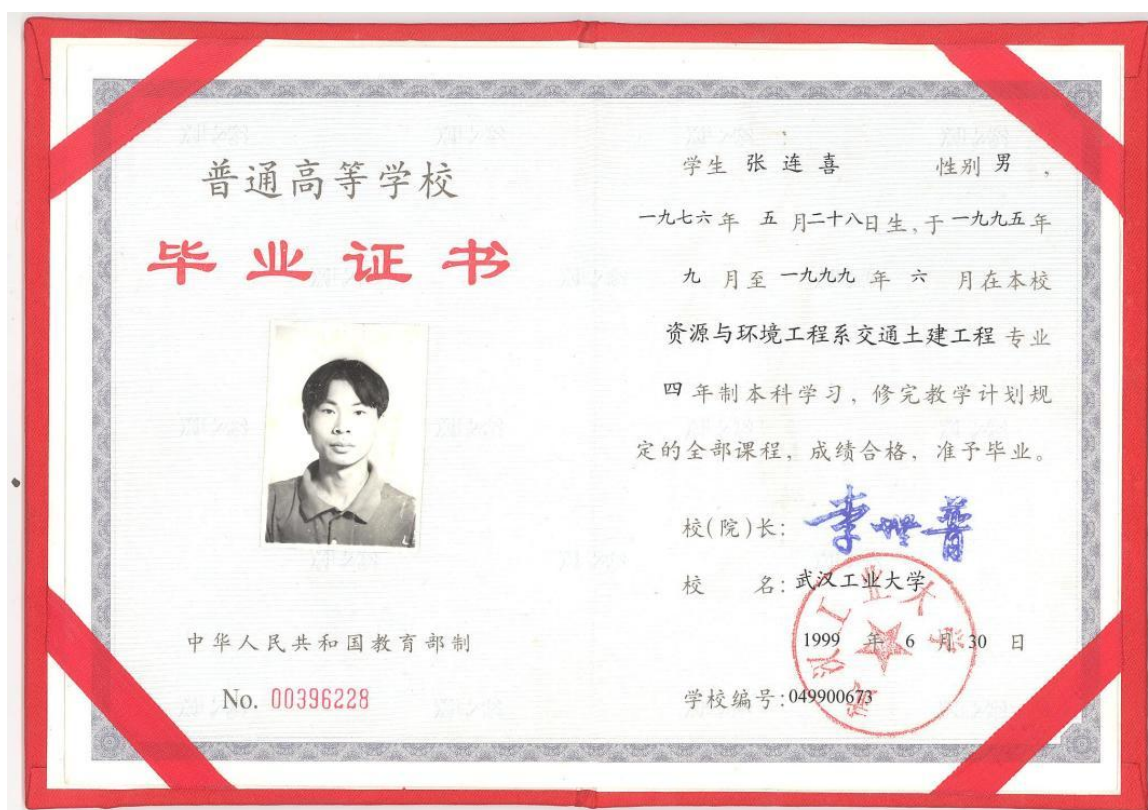 普通高等学校
毕业证书
中华人民共和国教育部制
No. 00396228
学生 张连喜 性别 男，
一九七六年 五 月二十八日生，于一九九五年
九 月至 一九九九 年 六 月在本校
资源与环境工程系交通土建工程 专业
四 年制本科学习，修完教学计划规
定的全部课程，成绩合格，准予毕业。
校(院)长：
校 名：武汉工业大学
武汉工业大学
1999 年 6 月 30 日
学校编号：049900673